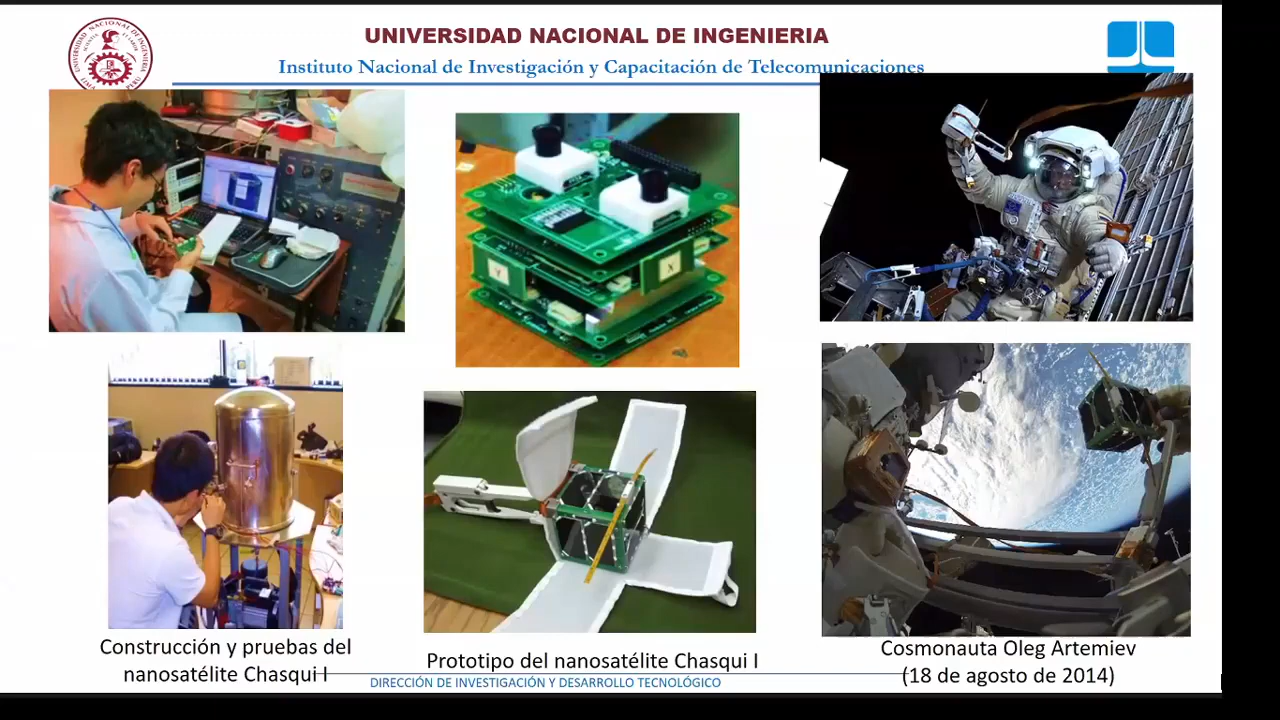 UNIVERSIDAD NACIONAL DE INGENIERIA
Instituto Nacional de Investigación y Capacitación de Telecomunicaciones
Y
X
Construcción y pruebas del
nanosatélite Chasqui I
Prototipo del nanosatélite Chasqui I
Cosmonauta Oleg Artemiev
(18 de agosto de 2014)
DIRECCIÓN DE INVESTIGACIÓN Y DESARROLLO TECNOLÓGICO